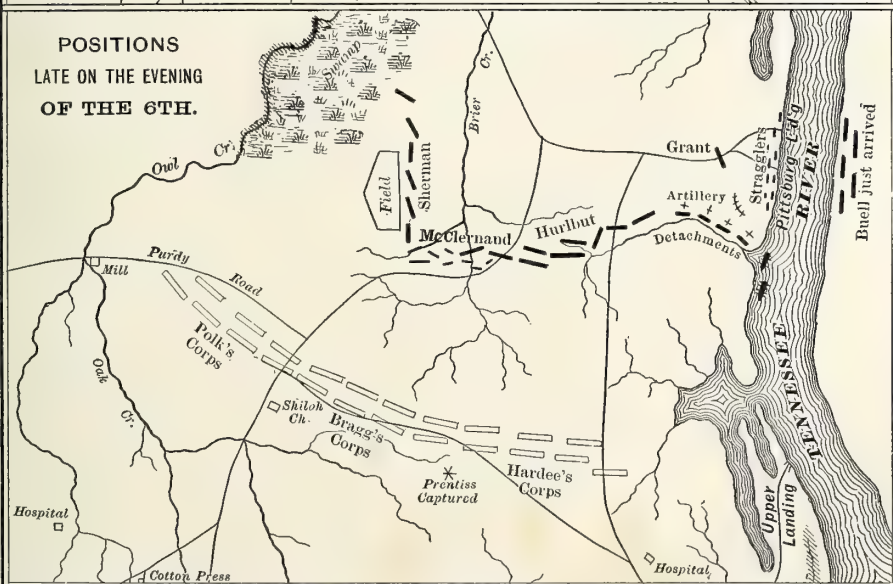 POSITIONS
LATE ON THE EVENING
OF THE 6TH.
Swamp
Owl
Cr.
Brier
Cr.
Field
Sherman
Grant
Stragglers
Pittsburg L'd'g
RIVER
Buell just arrived
Artillery
McClernand
Hurlbut
Detachments
Purdy
Road
Mill
Polk's
Corps
Oak
Cr.
Shiloh
Ch.
Bragg's
Corps
Prentiss
Captured
Hardee's
Corps
TENNESSEE
Upper
Landing
Hospital
Cotton Press
Hospital